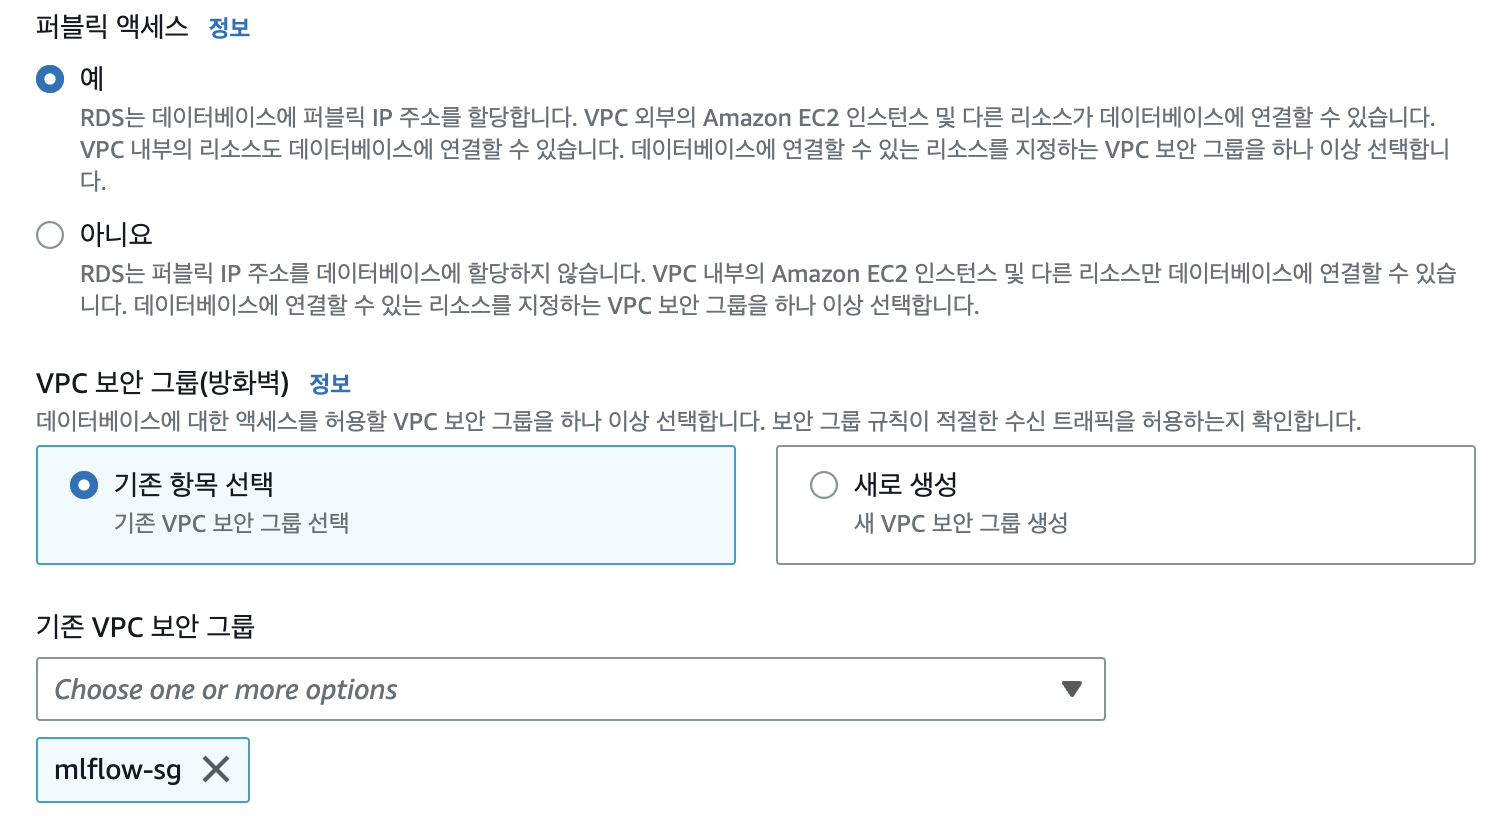 퍼블릭 액세스 정보
예
RDS는 데이터베이스에 퍼블릭 IP 주소를 할당합니다. VPC 외부의 Amazon EC2 인스턴스 및 다른 리소스가 데이터베이스에 연결할 수 있습니다.
VPC 내부의 리소스도 데이터베이스에 연결할 수 있습니다. 데이터베이스에 연결할 수 있는 리소스를 지정하는 VPC 보안 그룹을 하나 이상 선택합니
다.
아니요
RDS는 퍼블릭 IP 주소를 데이터베이스에 할당하지 않습니다. VPC 내부의 Amazon EC2 인스턴스 및 다른 리소스만 데이터베이스에 연결할 수 있습
니다. 데이터베이스에 연결할 수 있는 리소스를 지정하는 VPC 보안 그룹을 하나 이상 선택합니다.
VPC 보안 그룹(방화벽) 정보
데이터베이스에 대한 액세스를 허용할 VPC 보안 그룹을 하나 이상 선택합니다. 보안 그룹 규칙이 적절한 수신 트래픽을 허용하는지 확인합니다.
기존 항목 선택
기존 VPC 보안 그룹 선택
새로 생성
새 VPC 보안 그룹 생성
기존 VPC 보안 그룹
Choose one or more options
mlflow-sg